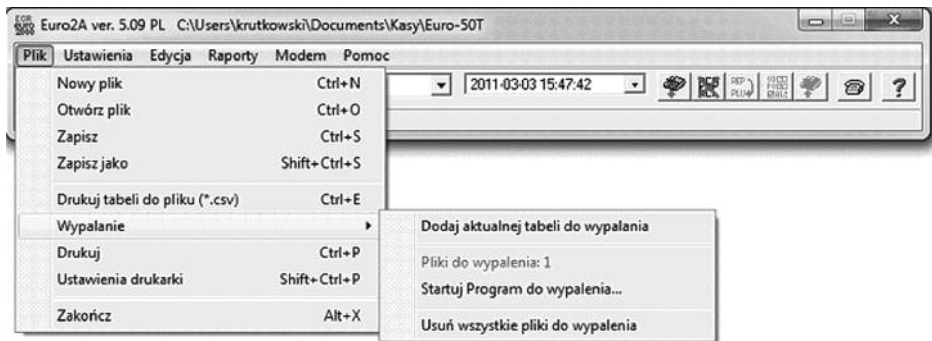 Euro2A ver. 5.09 PL C:\Users\krutkowski\Documents\Kasy\Euro-50T
Plik Ustawienia Edycja Raporty Modem Pomoc
2011-03-03 15:47:42
Nowy plik Ctrl+N
Otwórz plik Ctrl+O
Zapisz Ctrl+S
Zapisz jako Shift+Ctrl+S
Drukuj tabeli do pliku (*.csv) Ctrl+E
Wypalanie
Drukuj Ctrl+P
Ustawienia drukarki Shift+Ctrl+P
Zakończ Alt+X
Dodaj aktualnej tabeli do wypalania
Pliki do wypalenia: 1
Startuj Program do wypalenia...
Usuń wszystkie pliki do wypalenia